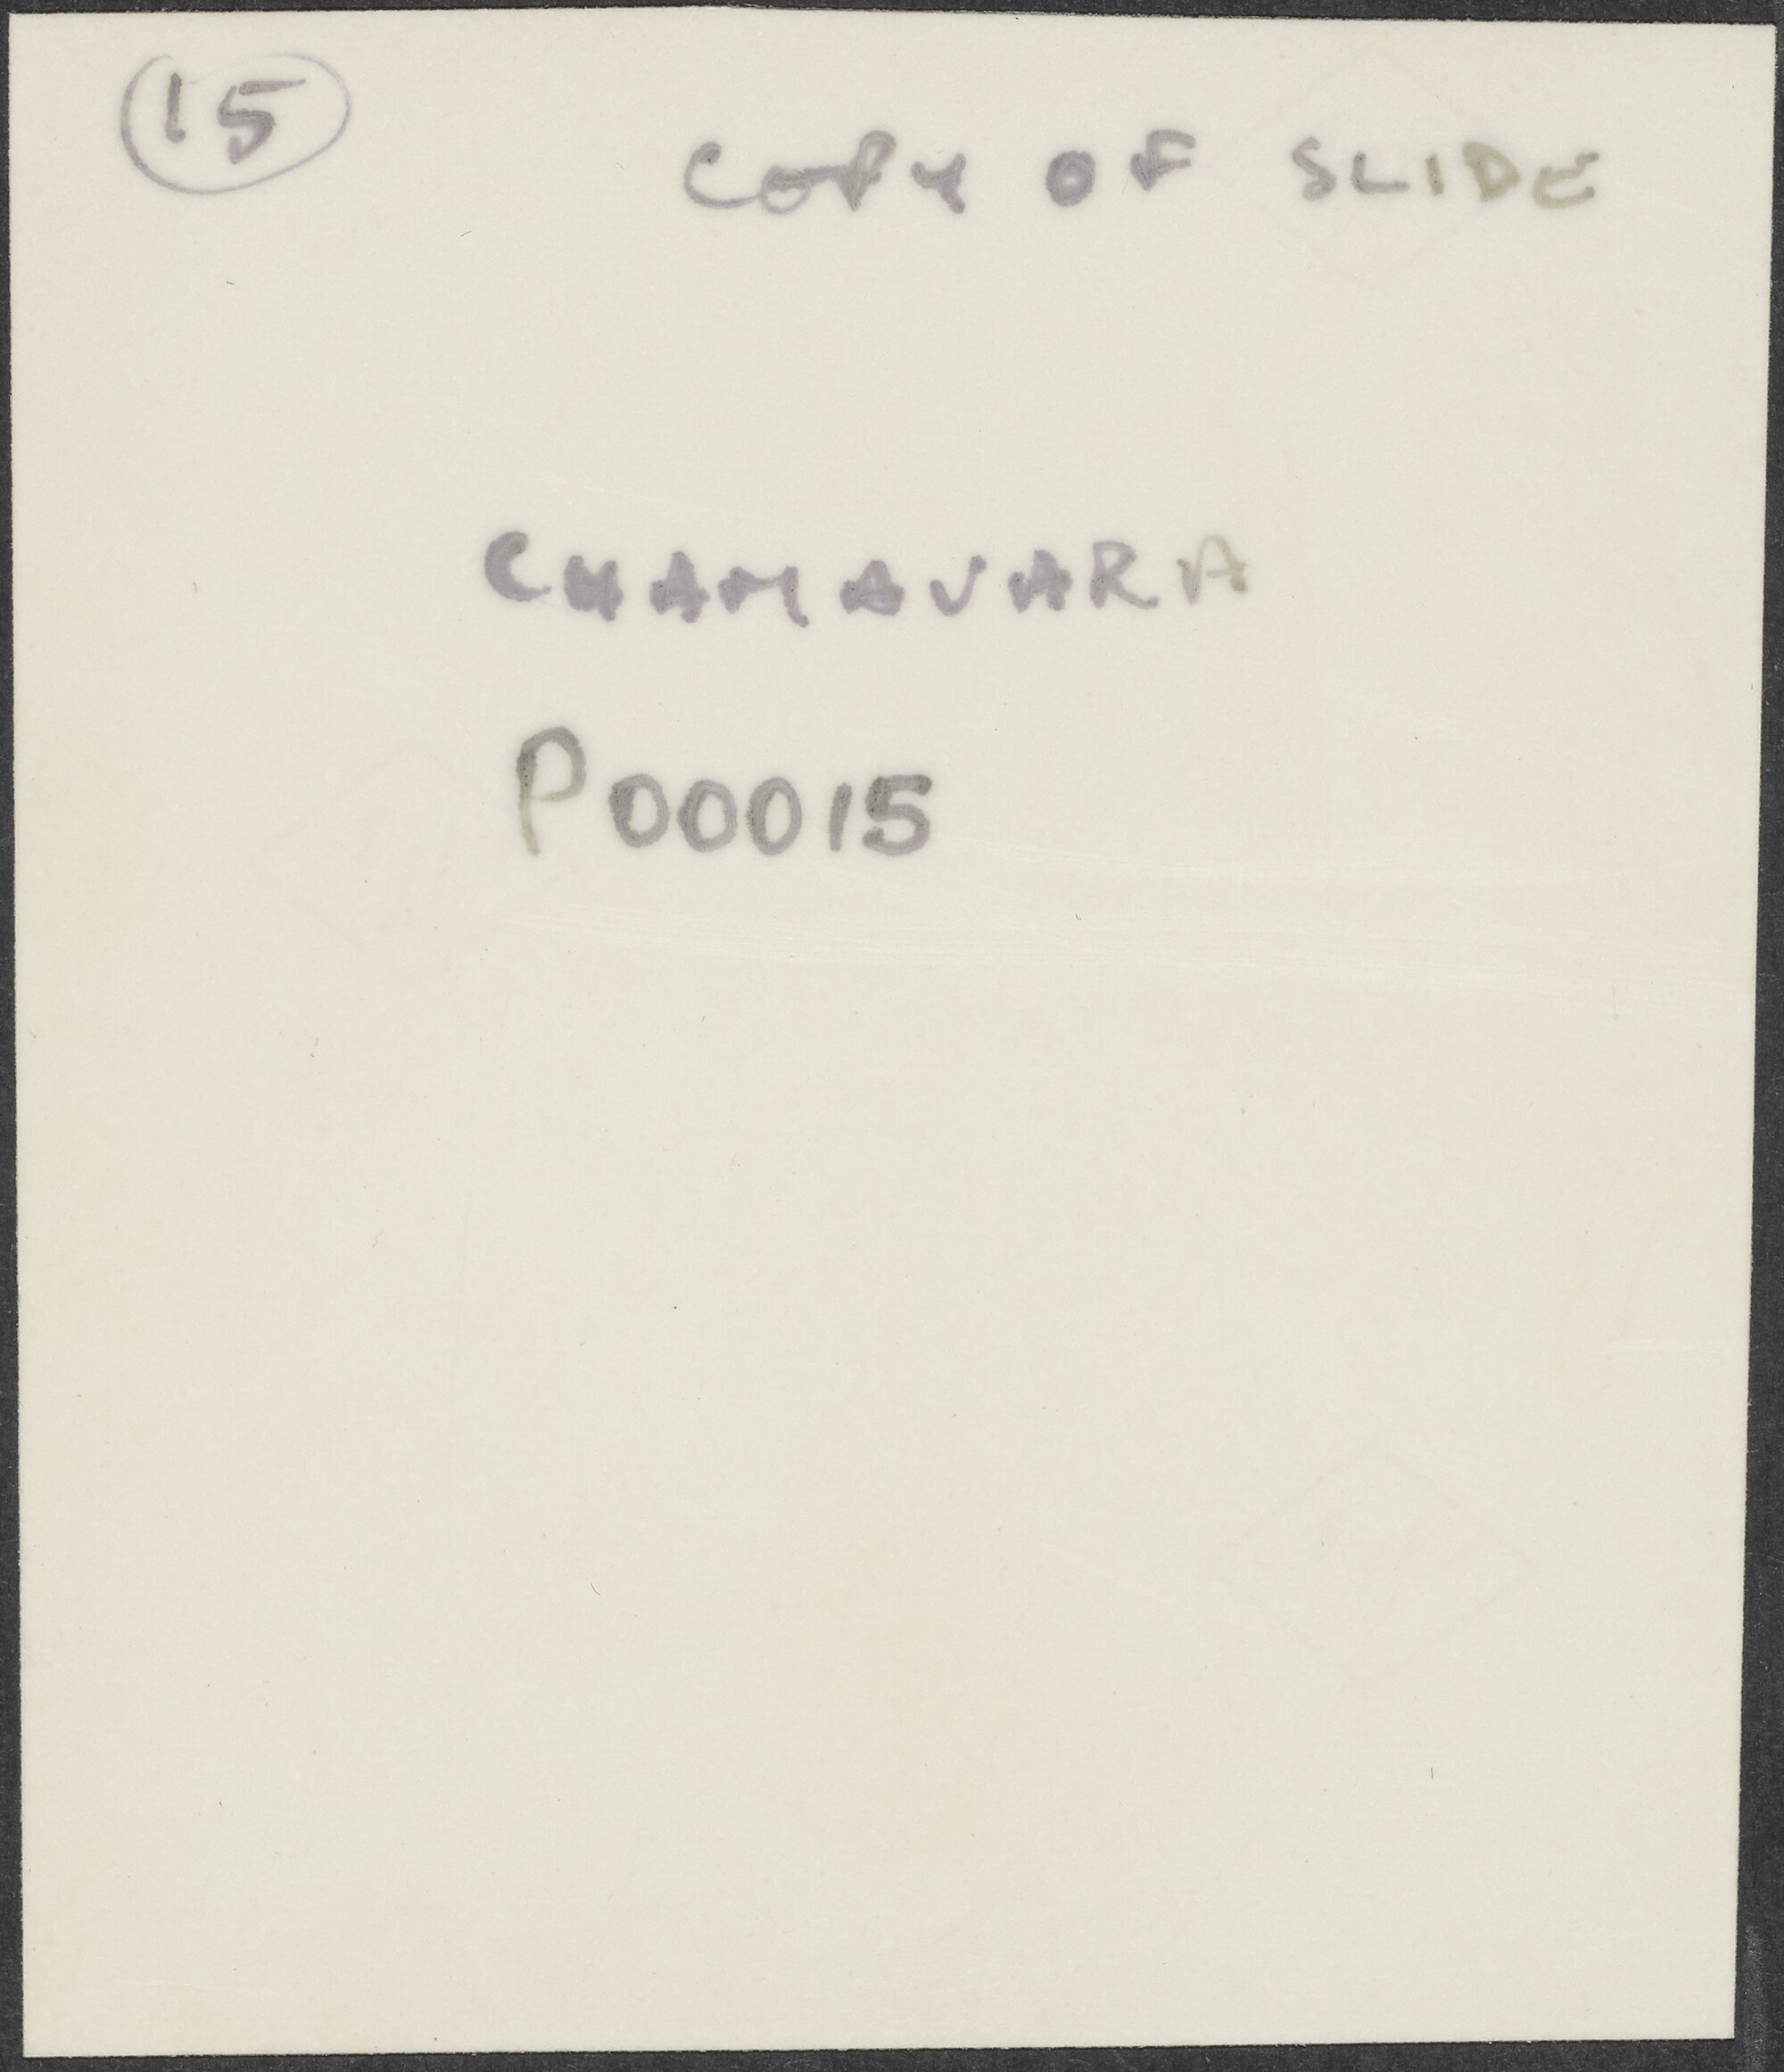 15
COPY OF SLIDE
CHAMAVARA
P00015